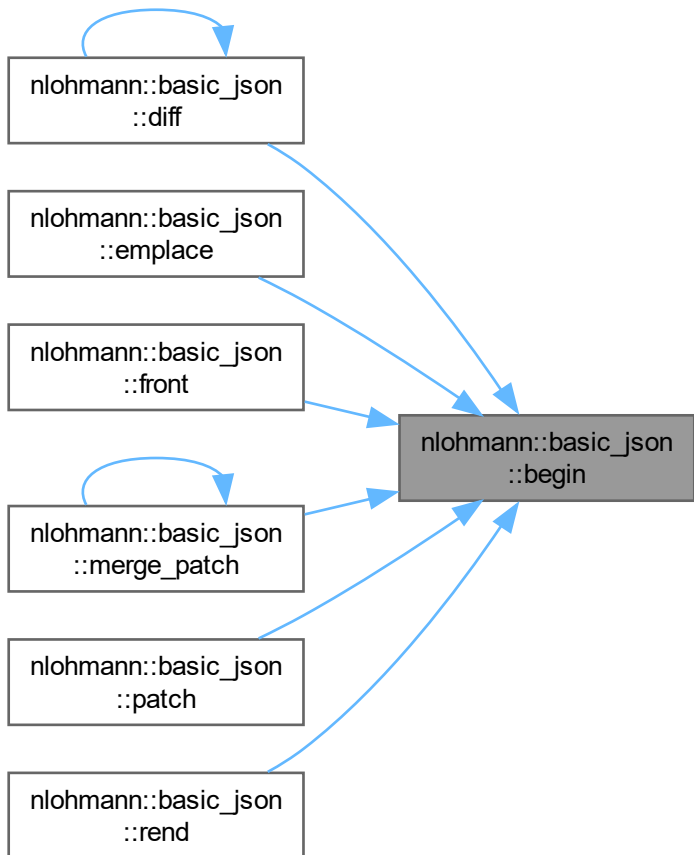 nlohmann::basic_json
::diff
nlohmann::basic_json
::emplace
nlohmann::basic_json
::front
nlohmann::basic_json
::begin
nlohmann::basic_json
::merge_patch
nlohmann::basic_json
::patch
nlohmann::basic_json
::rend